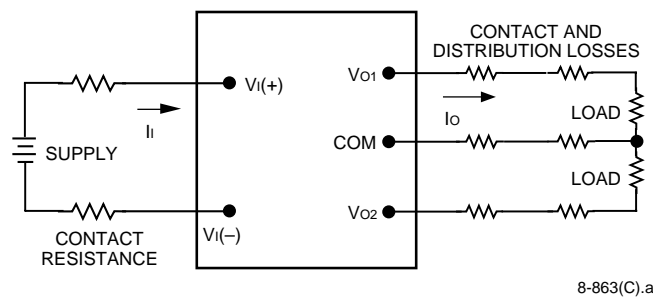 CONTACT AND
DISTRIBUTION LOSSES
VI(+)
VO1
II
IO
LOAD
SUPPLY
COM
LOAD
VI(–)
VO2
CONTACT
RESISTANCE
8-863(C).a